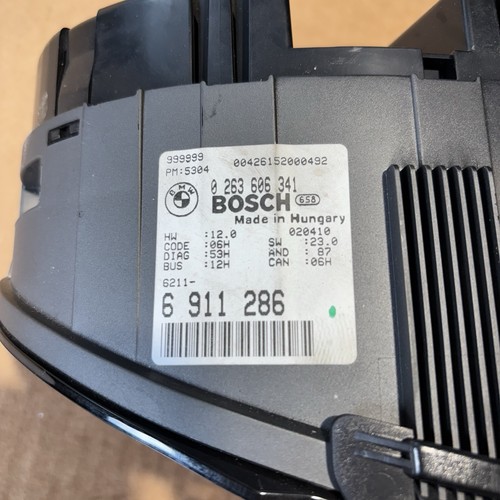 999999 00426152000492
PM:5304
BMW 0 263 606 341
BOSCH 658
Made in Hungary
HW :12.0 020410
CODE :06H SW :23.0
DIAG :53H AND : 87
BUS :12H CAN :06H
6211-
6 911 286